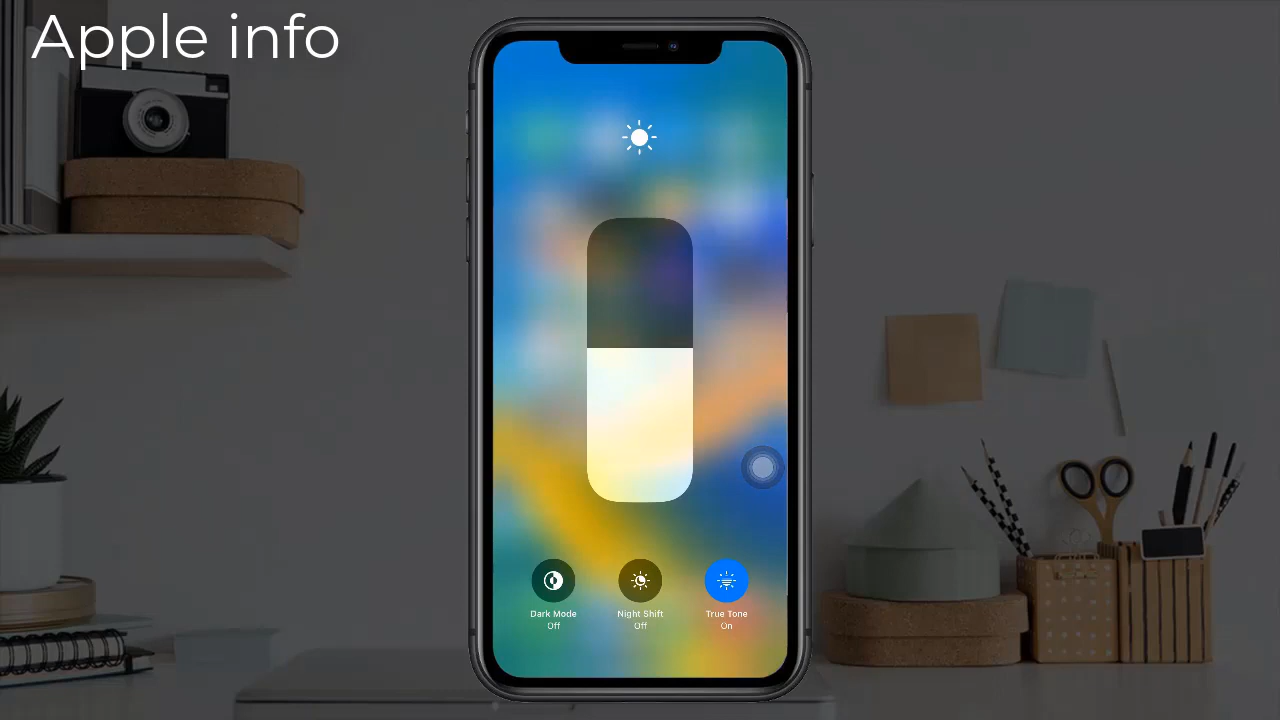 Apple info
Dark Mode
Off
Night Shift
Off
True Tone
On